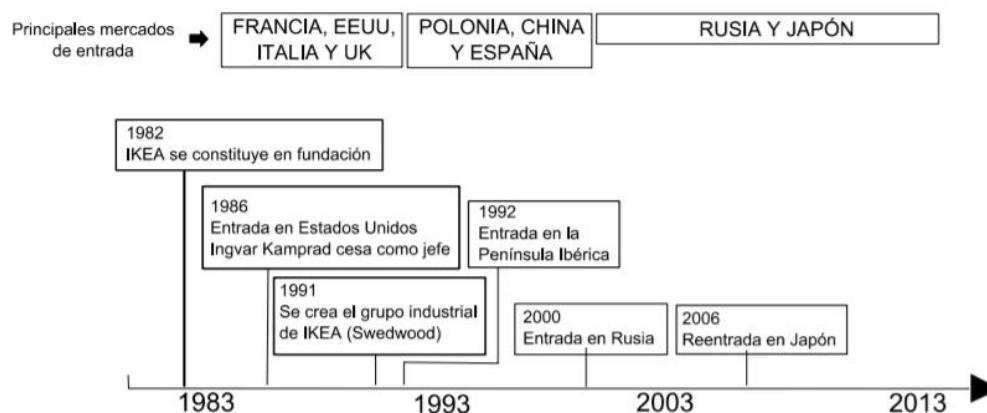 Principales mercados
de entrada
FRANCIA, EEUU,
ITALIA Y UK
POLONIA, CHINA
Y ESPAÑA
RUSIA Y JAPÓN
1982
IKEA se constituye en fundación
1986
Entrada en Estados Unidos
Ingvar Kamprad cesa como jefe
1992
Entrada en la
Península Ibérica
1991
Se crea el grupo industrial
de IKEA (Swedwood)
2000
Entrada en Rusia
2006
Reentrada en Japón
1983
1993
2003
2013